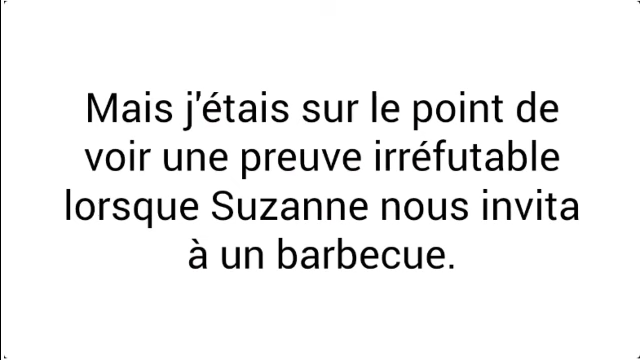 Mais j'étais sur le point de
voir une preuve irréfutable
lorsque Suzanne nous invita
à un barbecue.